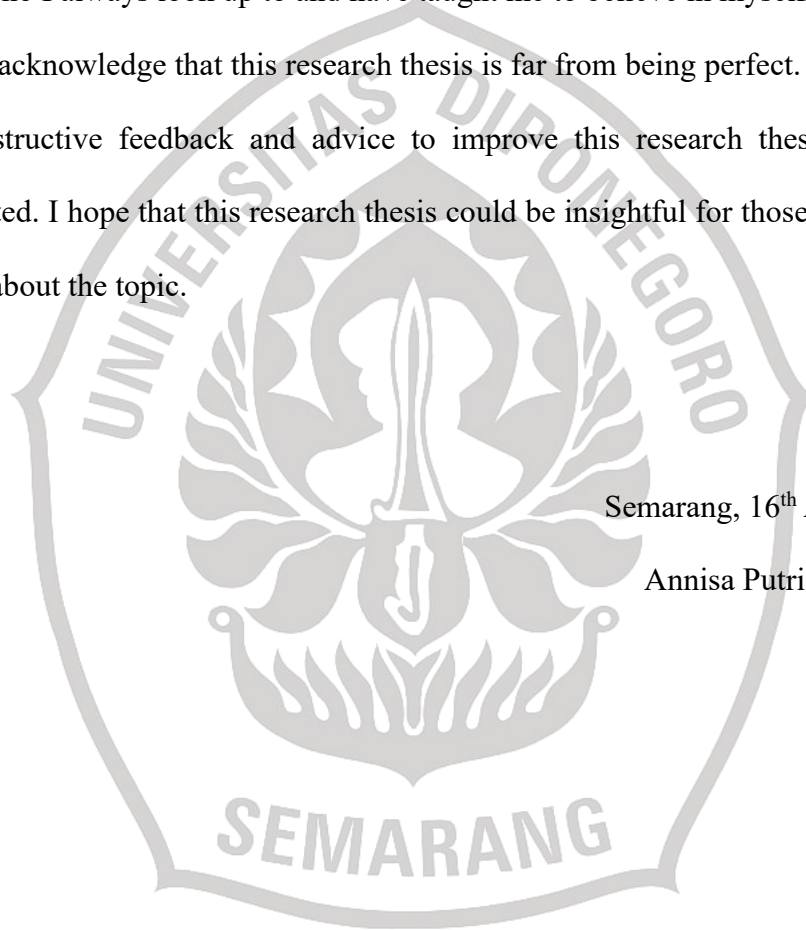 I always look up to and have taught me to believe in myself
acknowledge that this research thesis is far from being perfect.
structive feedback and advice to improve this research thes
ted. I hope that this research thesis could be insightful for those
about the topic.
UNIVERSITAS DIPONEGORO
Semarang, 16th
Annisa Putri
SEMARANG